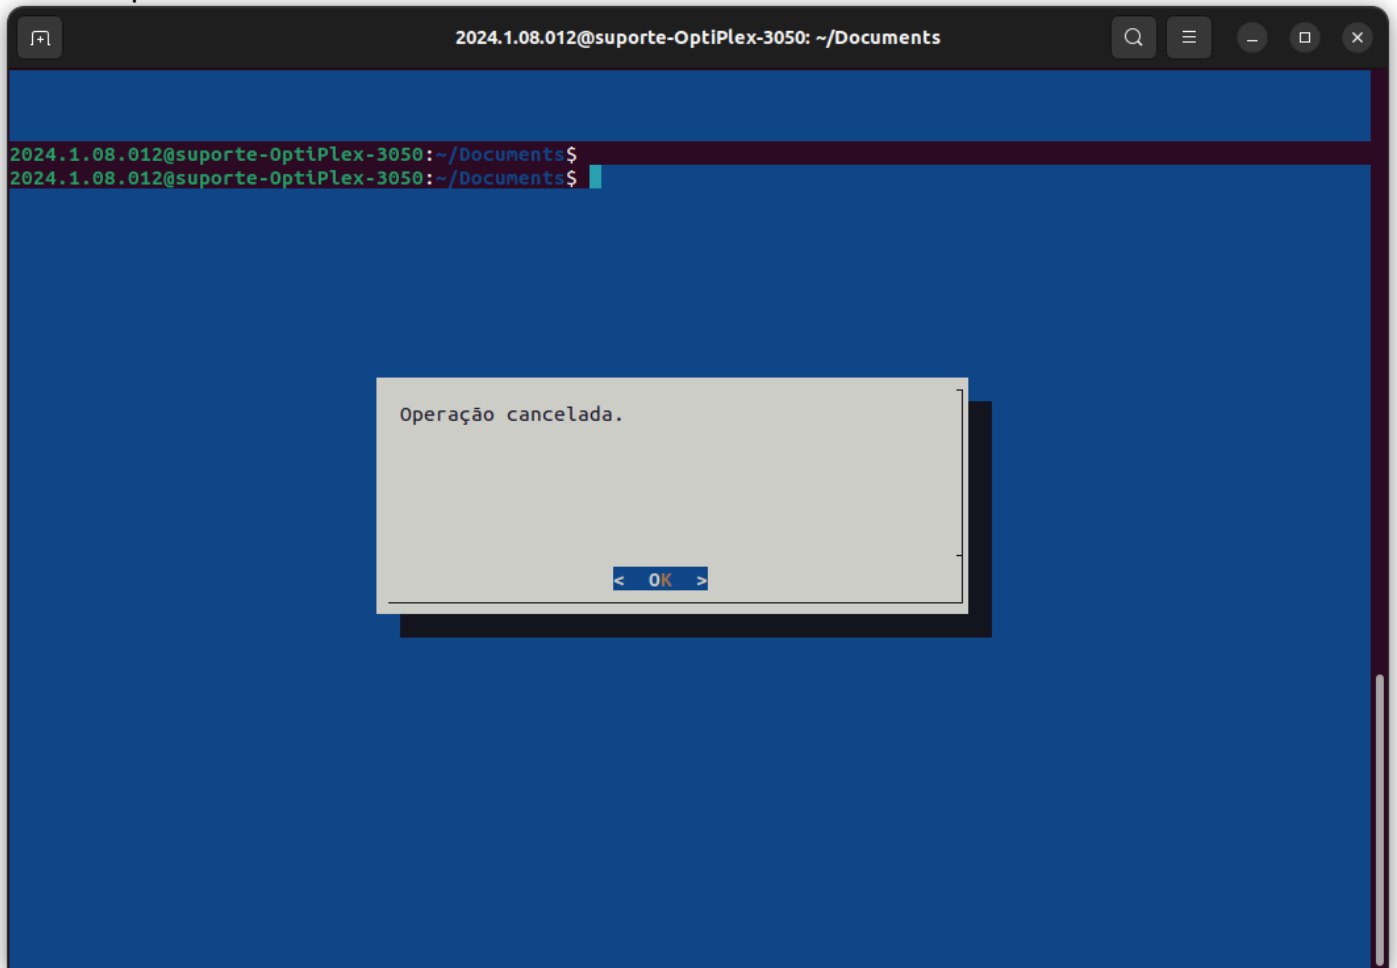 2024.1.08.012@suporte-OptiPlex-3050: ~/Documents
2024.1.08.012@suporte-OptiPlex-3050:~/Documents$
2024.1.08.012@suporte-OptiPlex-3050:~/Documents$
Operação cancelada.
< OK >